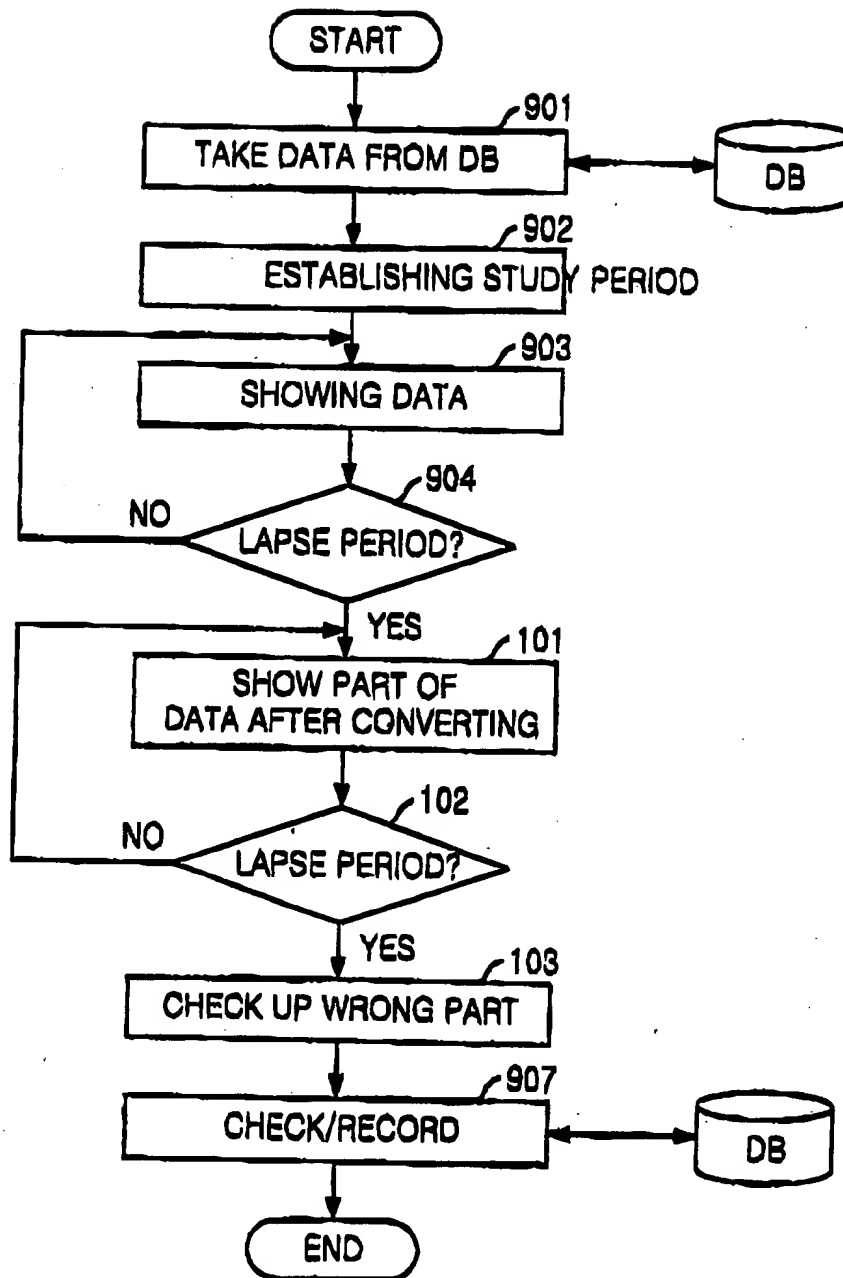 START
901
TAKE DATA FROM DB
DB
902
ESTABLISHING STUDY PERIOD
903
SHOWING DATA
904
NO
LAPSE PERIOD?
YES
101
SHOW PART OF
DATA AFTER CONVERTING
102
NO
LAPSE PERIOD?
YES
103
CHECK UP WRONG PART
907
CHECK/RECORD
DB
END